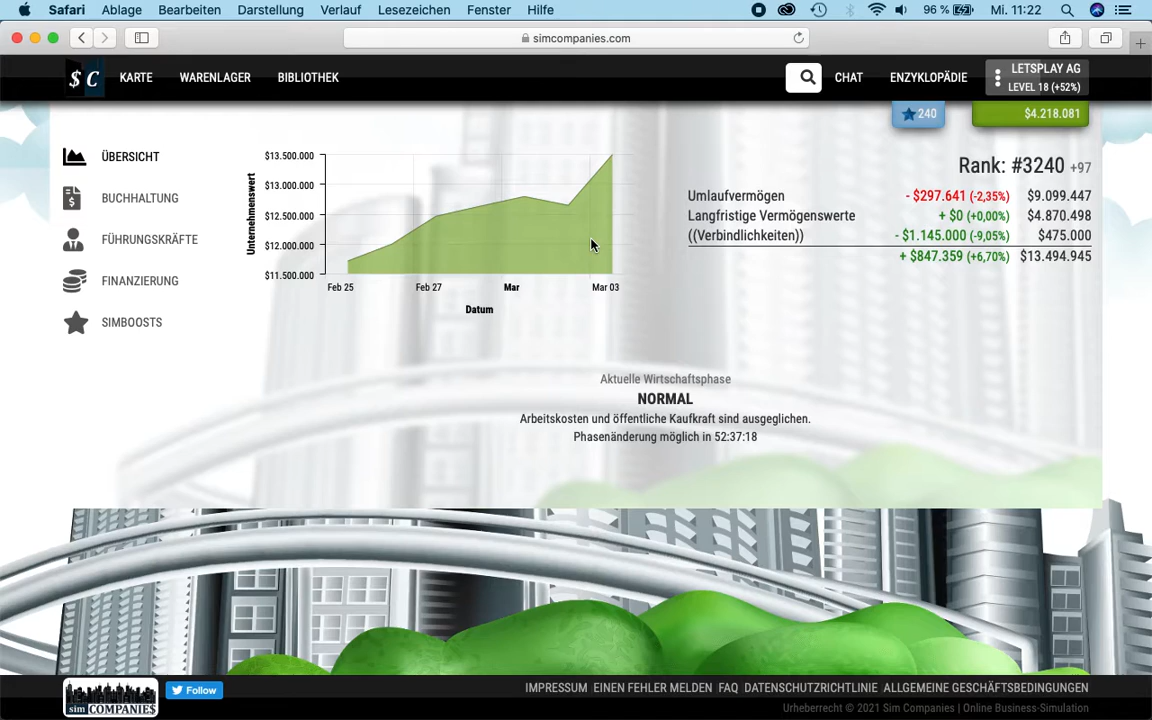 Safari Ablage Bearbeiten Darstellung Verlauf Lesezeichen Fenster Hilfe 96 % Mi. 11:22
simcompanies.com
$ C KARTE WARENLAGER BIBLIOTHEK CHAT ENZYKLOPÄDIE LETSPLAY AG
LEVEL 18 (+52%)
240 $4.218.081
ÜBERSICHT
BUCHHALTUNG
FÜHRUNGSKRÄFTE
FINANZIERUNG
SIMBOOSTS
Unternehmenswert
$13.500.000
$13.000.000
$12.500.000
$12.000.000
$11.500.000
Feb 25 Feb 27 Mar Mar 03
Datum
Rank: #3240 +97
Umlaufvermögen - $297.641 (-2,35%) $9.099.447
Langfristige Vermögenswerte + $0 (+0,00%) $4.870.498
((Verbindlichkeiten)) - $1.145.000 (-9,05%) $475.000
+ $847.359 (+6,70%) $13.494.945
Aktuelle Wirtschaftsphase
NORMAL
Arbeitskosten und öffentliche Kaufkraft sind ausgeglichen.
Phasenänderung möglich in 52:37:18
sim COMPANIES Follow
IMPRESSUM EINEN FEHLER MELDEN FAQ DATENSCHUTZRICHTLINIE ALLGEMEINE GESCHÄFTSBEDINGUNGEN
Urheberrecht © 2021 Sim Companies | Online Business-Simulation